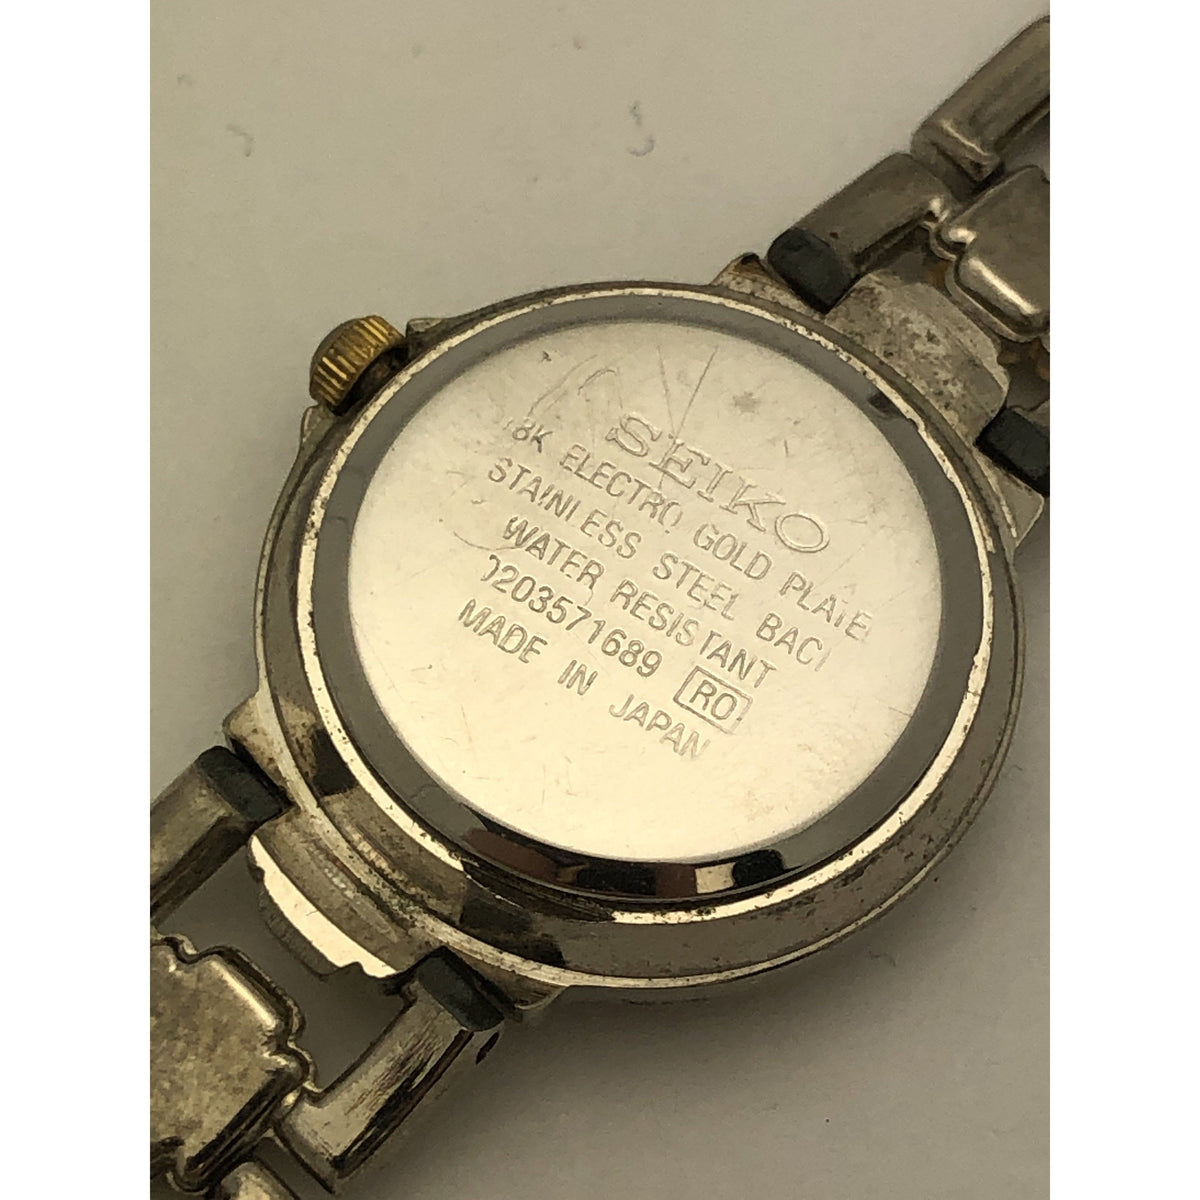 SEIKO
18K ELECTRO GOLD PLATE
STAINLESS STEEL BACK
WATER RESISTANT
0203571689 RO
MADE IN JAPAN